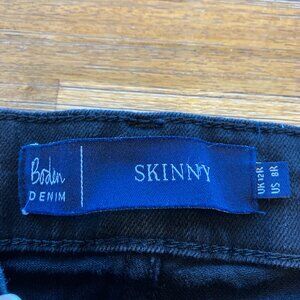 Boden
DENIM
SKINNY
UK 12R
US 8R